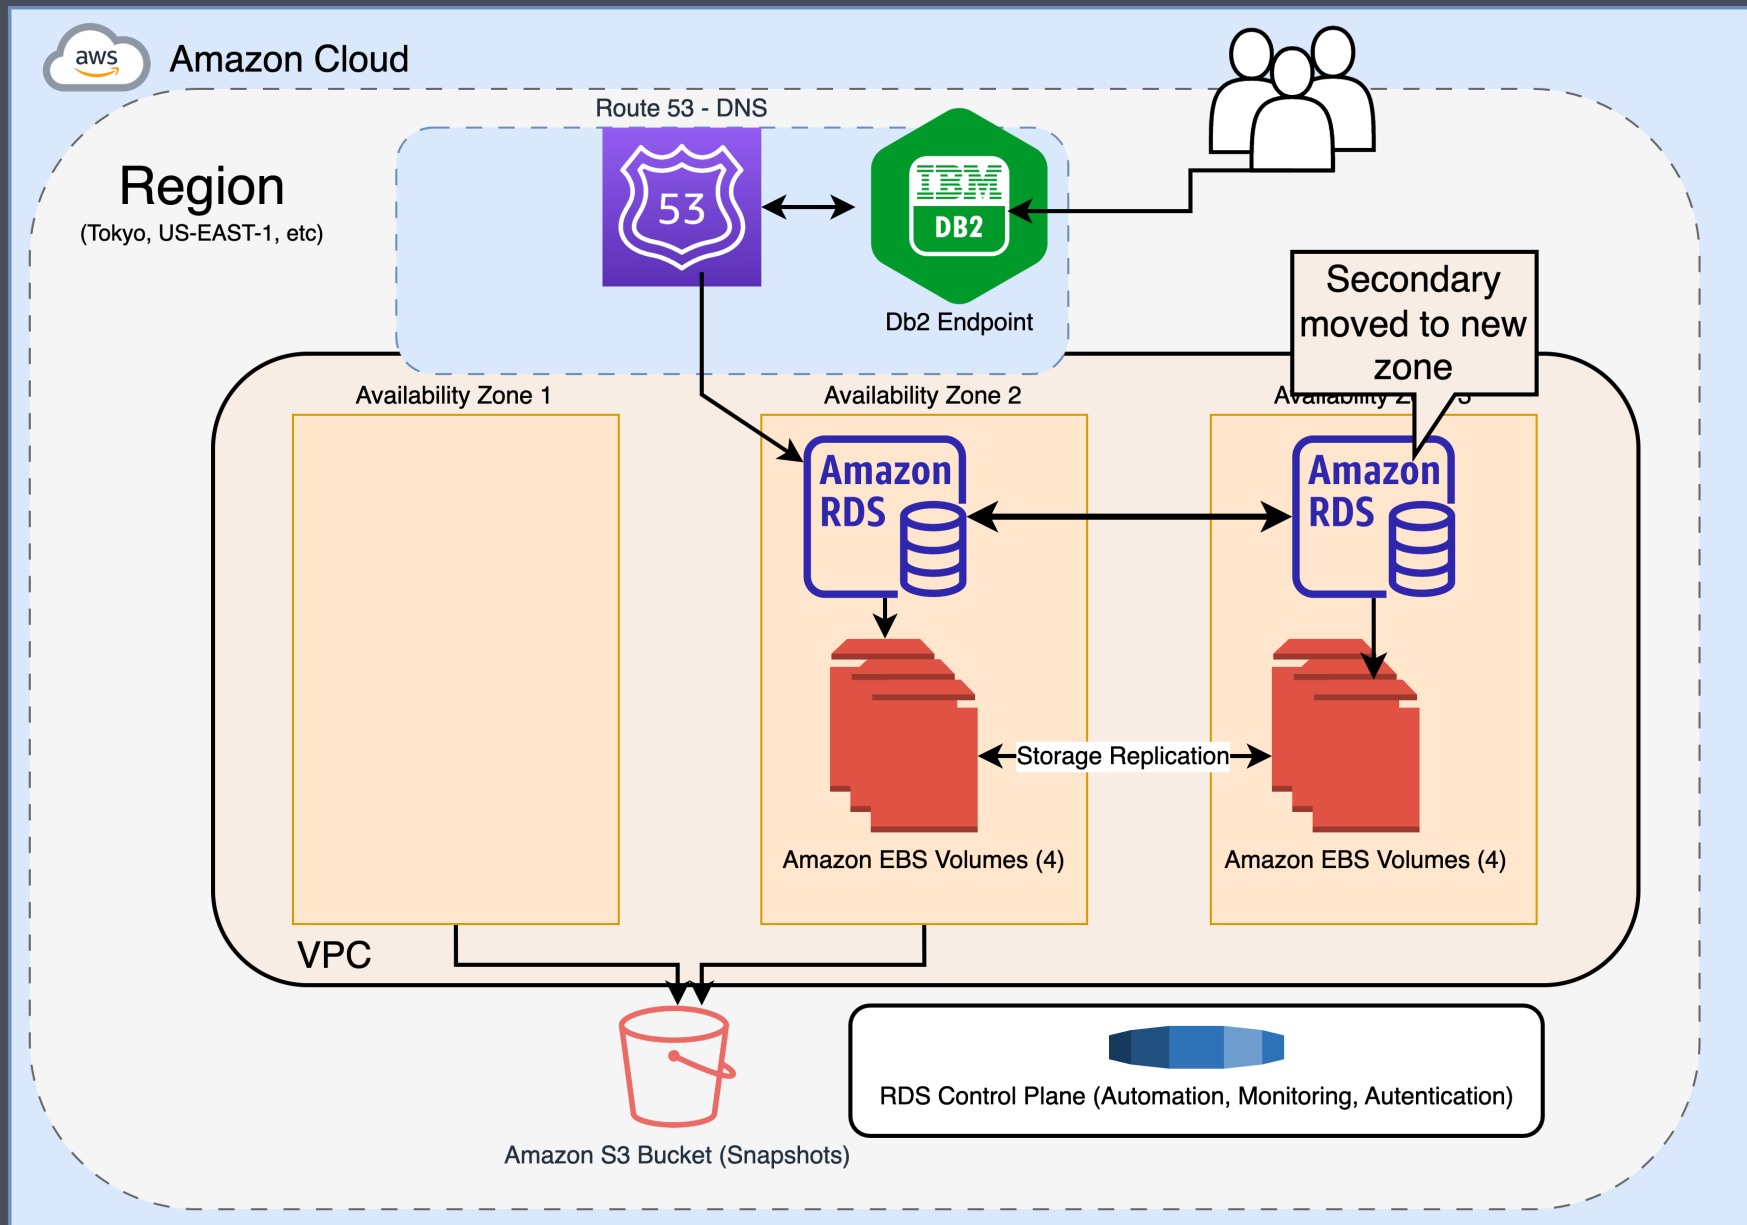 aws
Amazon Cloud
Route 53 - DNS
Region
(Tokyo, US-EAST-1, etc)
53
IBM
DB2
Db2 Endpoint
Secondary
moved to new
zone
Availability Zone 1
Availability Zone 2
3
Amazon
RDS
Amazon
RDS
Storage Replication
Amazon EBS Volumes (4)
Amazon EBS Volumes (4)
VPC
RDS Control Plane (Automation, Monitoring, Autentication)
Amazon S3 Bucket (Snapshots)